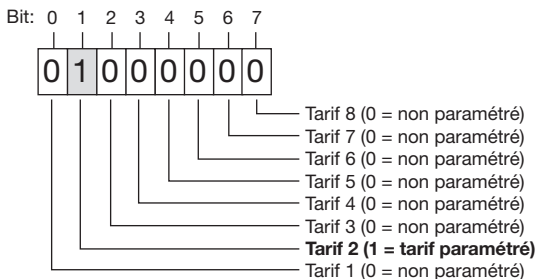 Bit: 0 1 2 3 4 5 6 7
0 1 0 0 0 0 0 0
Tarif 8 (0 = non paramétré)
Tarif 7 (0 = non paramétré)
Tarif 6 (0 = non paramétré)
Tarif 5 (0 = non paramétré)
Tarif 4 (0 = non paramétré)
Tarif 3 (0 = non paramétré)
Tarif 2 (1 = tarif paramétré)
Tarif 1 (0 = non paramétré)